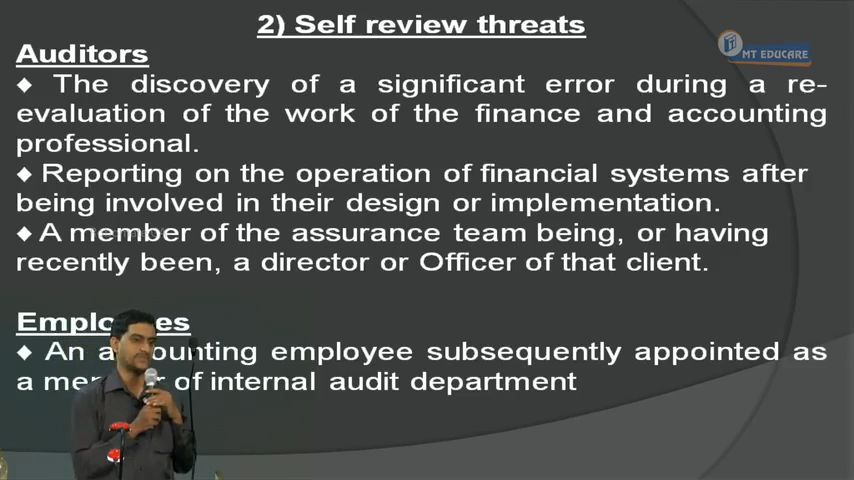 2) Self review threats
MT EDUCARE
Auditors
◆ The discovery of a significant error during a re-
evaluation of the work of the finance and accounting
professional.
◆ Reporting on the operation of financial systems after
being involved in their design or implementation.
◆ A member of the assurance team being, or having
recently been, a director or Officer of that client.
◆ An accounting employee subsequently appointed as
of internal audit department